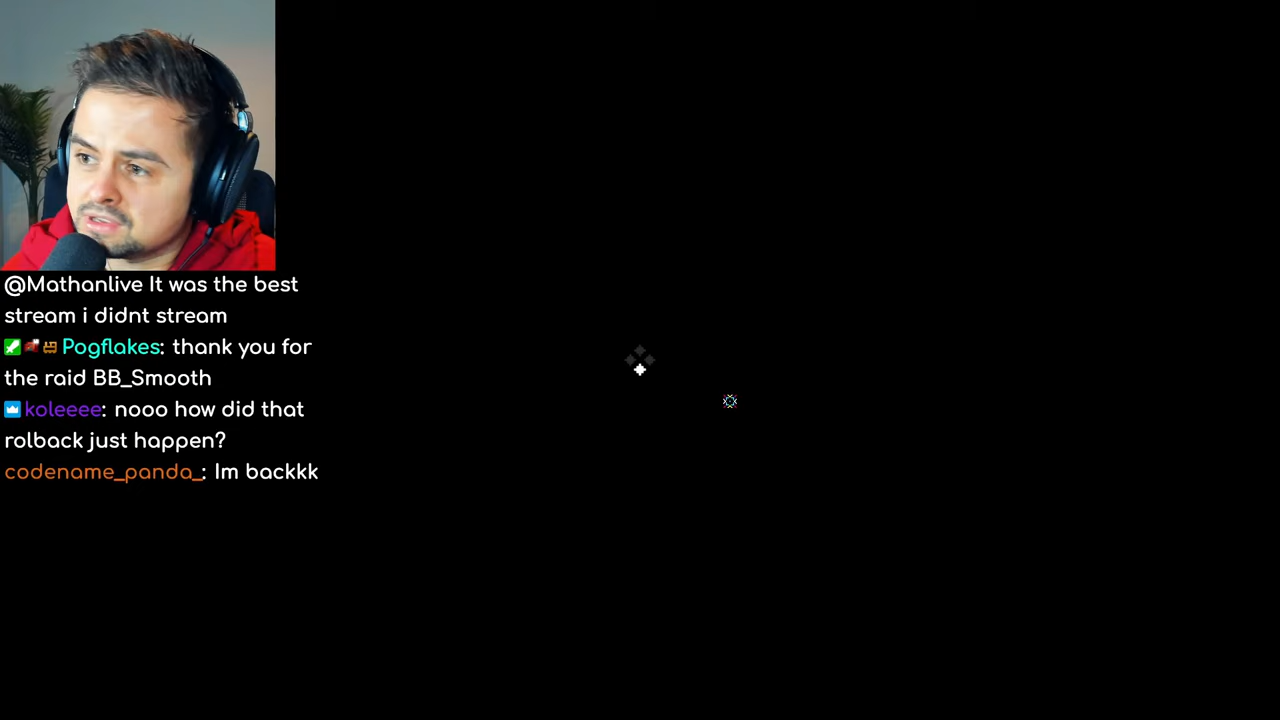 @Mathanlive It was the best
stream i didnt stream
Pogflakes: thank you for
the raid BB_Smooth
koleeee: nooo how did that
rolback just happen?
codename_panda_: Im backkk